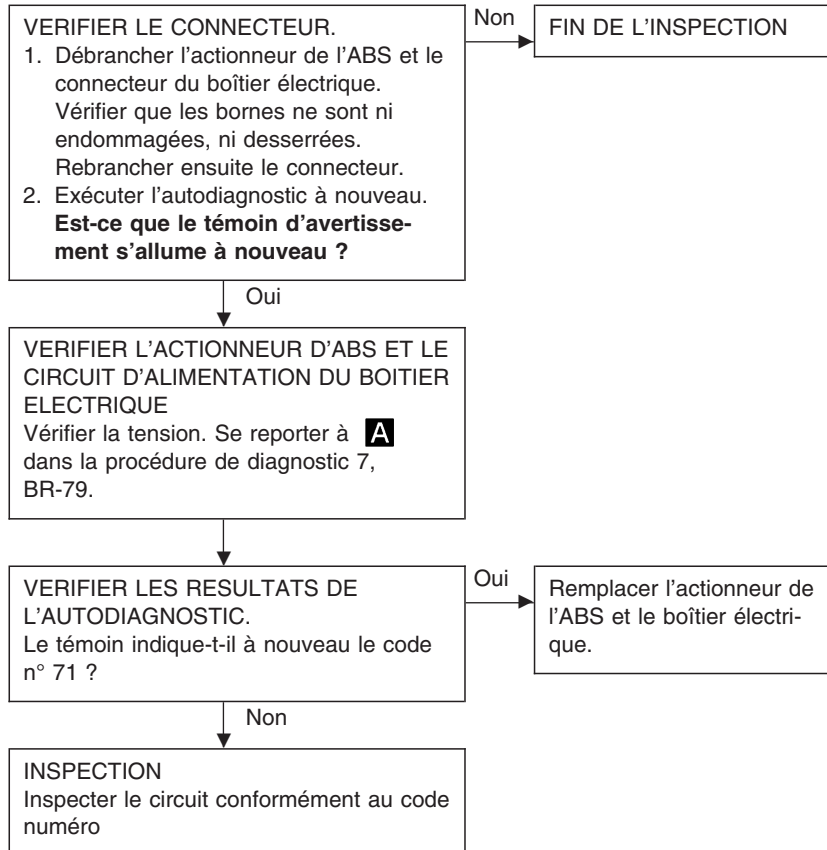 VERIFIER LE CONNECTEUR.
1. Débrancher l'actionneur de l'ABS et le
connecteur du boîtier électrique.
Vérifier que les bornes ne sont ni
endommagées, ni desserrées.
Rebrancher ensuite le connecteur.
2. Exécuter l'autodiagnostic à nouveau.
Est-ce que le témoin d'avertisse-
ment s'allume à nouveau ?
Non
FIN DE L'INSPECTION
Oui
VERIFIER L'ACTIONNEUR D'ABS ET LE
CIRCUIT D'ALIMENTATION DU BOITIER
ELECTRIQUE
Vérifier la tension. Se reporter à A
dans la procédure de diagnostic 7,
BR-79.
VERIFIER LES RESULTATS DE
L'AUTODIAGNOSTIC.
Le témoin indique-t-il à nouveau le code
n° 71 ?
Oui
Remplacer l'actionneur de
l'ABS et le boîtier électri-
que.
Non
INSPECTION
Inspecter le circuit conformément au code
numéro